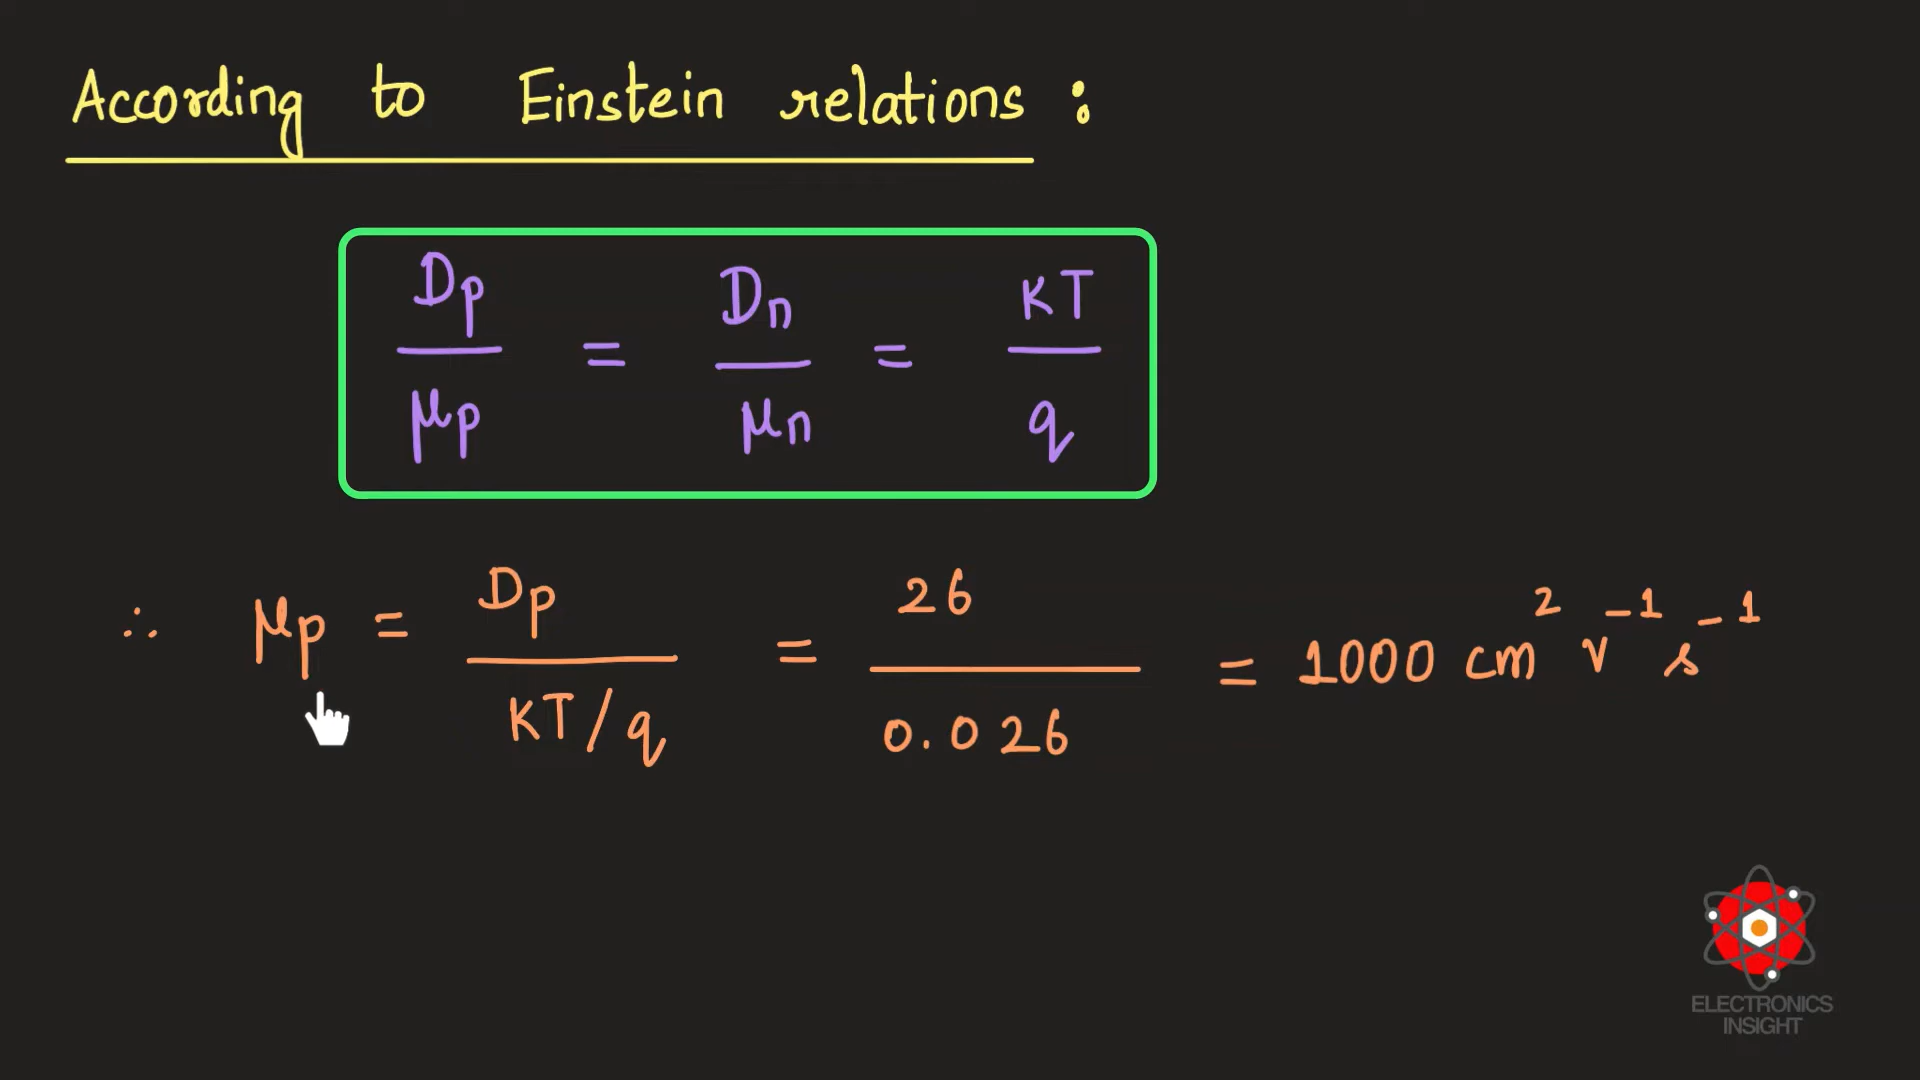 According to Einstein relations :
Dp / μp = Dn / μn = KT / q
∴ μp = Dp / KT/q = 26 / 0.026 = 1000 cm² v⁻¹ s⁻¹
ELECTRONICS
INSIGHT